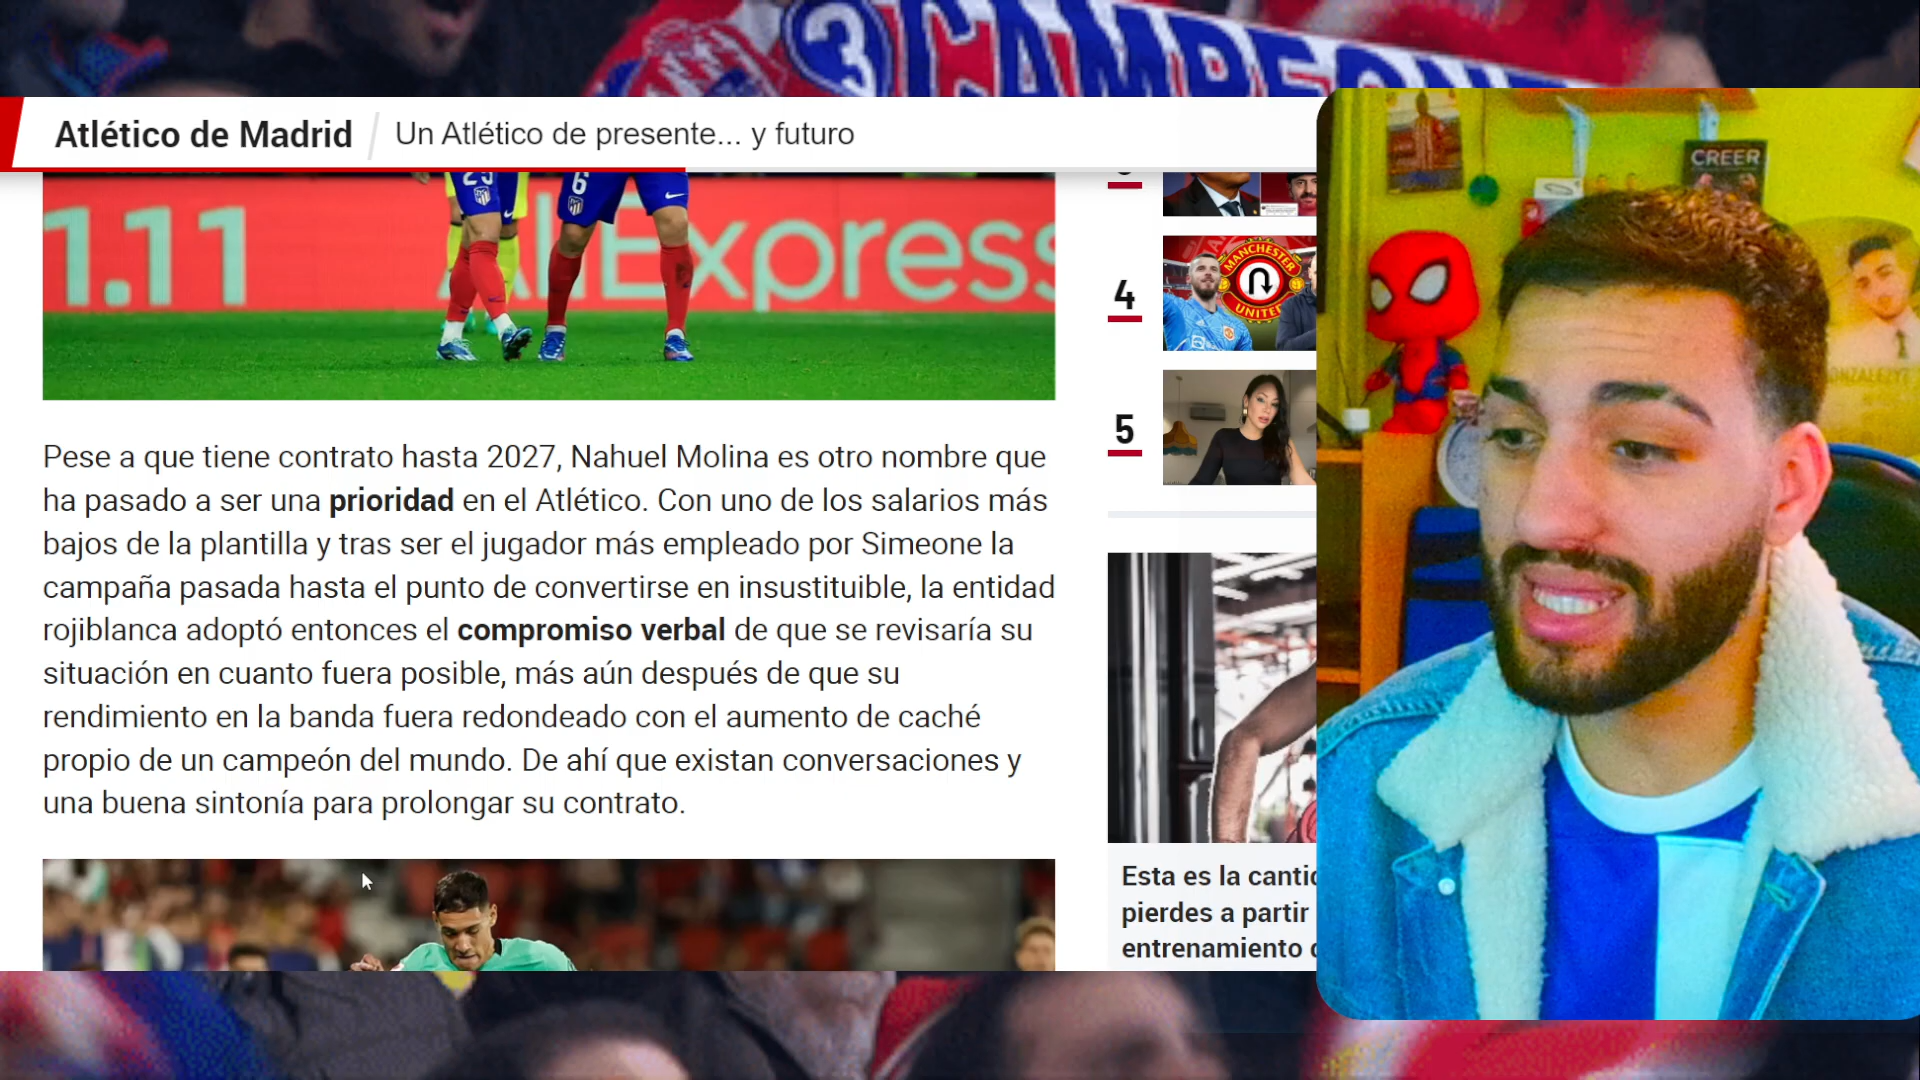 3 CAMPEON
Atlético de Madrid
Un Atlético de presente... y futuro
25
6
1.11
AliExpress
Pese a que tiene contrato hasta 2027, Nahuel Molina es otro nombre que
ha pasado a ser una prioridad en el Atlético. Con uno de los salarios más
bajos de la plantilla y tras ser el jugador más empleado por Simeone la
campaña pasada hasta el punto de convertirse en insustituible, la entidad
rojiblanca adoptó entonces el compromiso verbal de que se revisaría su
situación en cuanto fuera posible, más aún después de que su
rendimiento en la banda fuera redondeado con el aumento de caché
propio de un campeón del mundo. De ahí que existan conversaciones y
una buena sintonía para prolongar su contrato.
4
MANCHESTER
UNITED
5
Esta es la
pierdes a partir
entrenamiento
CREER